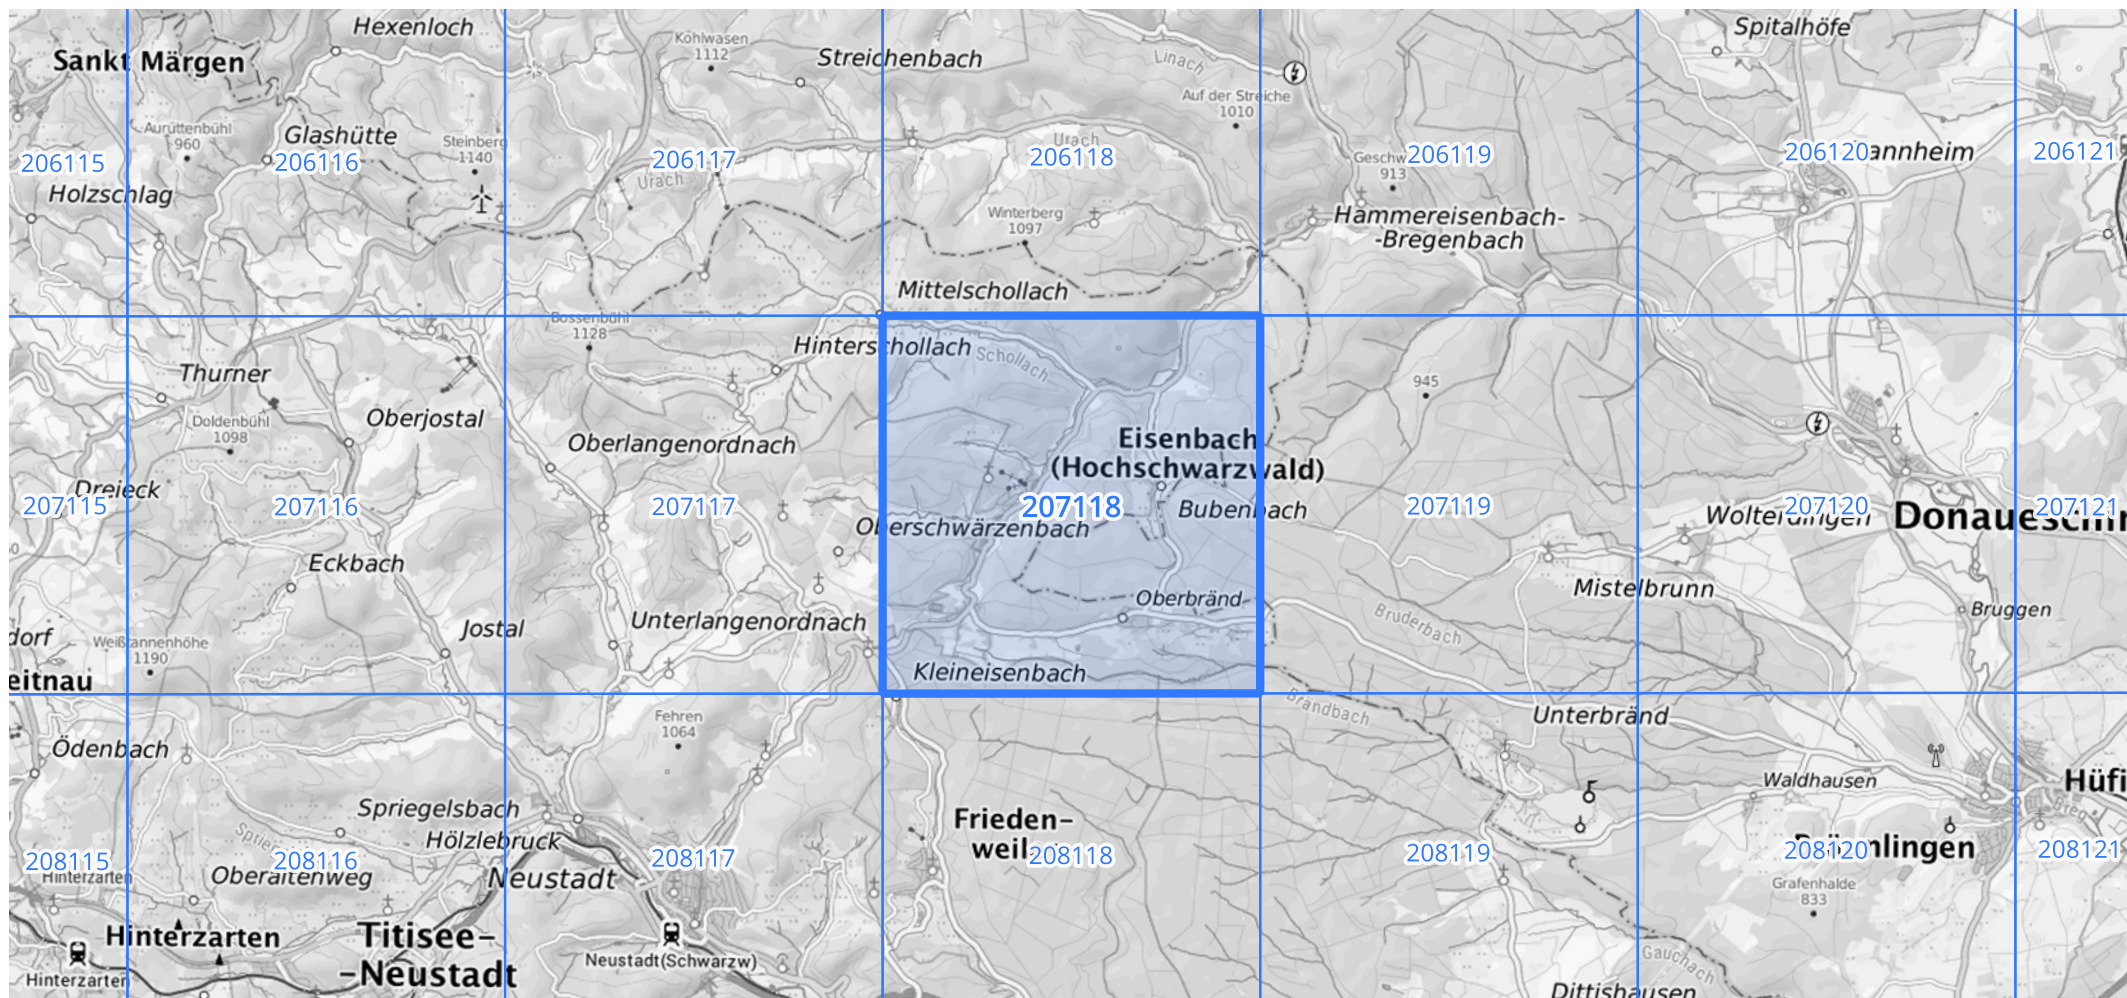 Hexenloch
Sankt Märgen
Köhlwasen
1112
Streichenbach
Linach
Spitalhöfe
Auf der Streiche
1010
Aurüttenbühl
960
Glashütte
Steinberg
1140
Urach
206115
206116
206117
206118
206119
206120
annheim
206121
Geschw
913
Holzschlag
Urach
Winterberg
1097
Hammereisenbach-
-Bregenbach
Mittelschollach
Bossenbühl
1128
Hinterschollach
Schollach
Thurner
945
Doldenbühl
1098
Oberjostal
Oberlangenordnach
Eisenbach
(Hochschwarzwald)
Dreieck
207115
207116
207117
207118
Bubenbach
207119
Wolterdingen
207120
207121
Oberschwärzenbach
Eckbach
Mistelbrunn
Oberbränd
Bruderbach
Bruggen
dorf
Weißtannenhöhe
1190
Jostal
Unterlangenordnach
eitnau
Kleineisenbach
Brandbach
Fehren
1064
Unterbränd
Ödenbach
Waldhausen
Hüfi
Spriegelsbach
Hölzlebruck
Breg
Frieden-
weil
208115
208116
208117
208118
208119
208120
nlingen
208121
Hinterzarten
Oberaltenweg
Neustadt
Grafenhalde
833
Hinterzarten
Titisee-
-Neustadt
Neustadt(Schwarzw)
Gauchach
Hinterzarten
Dittishausen